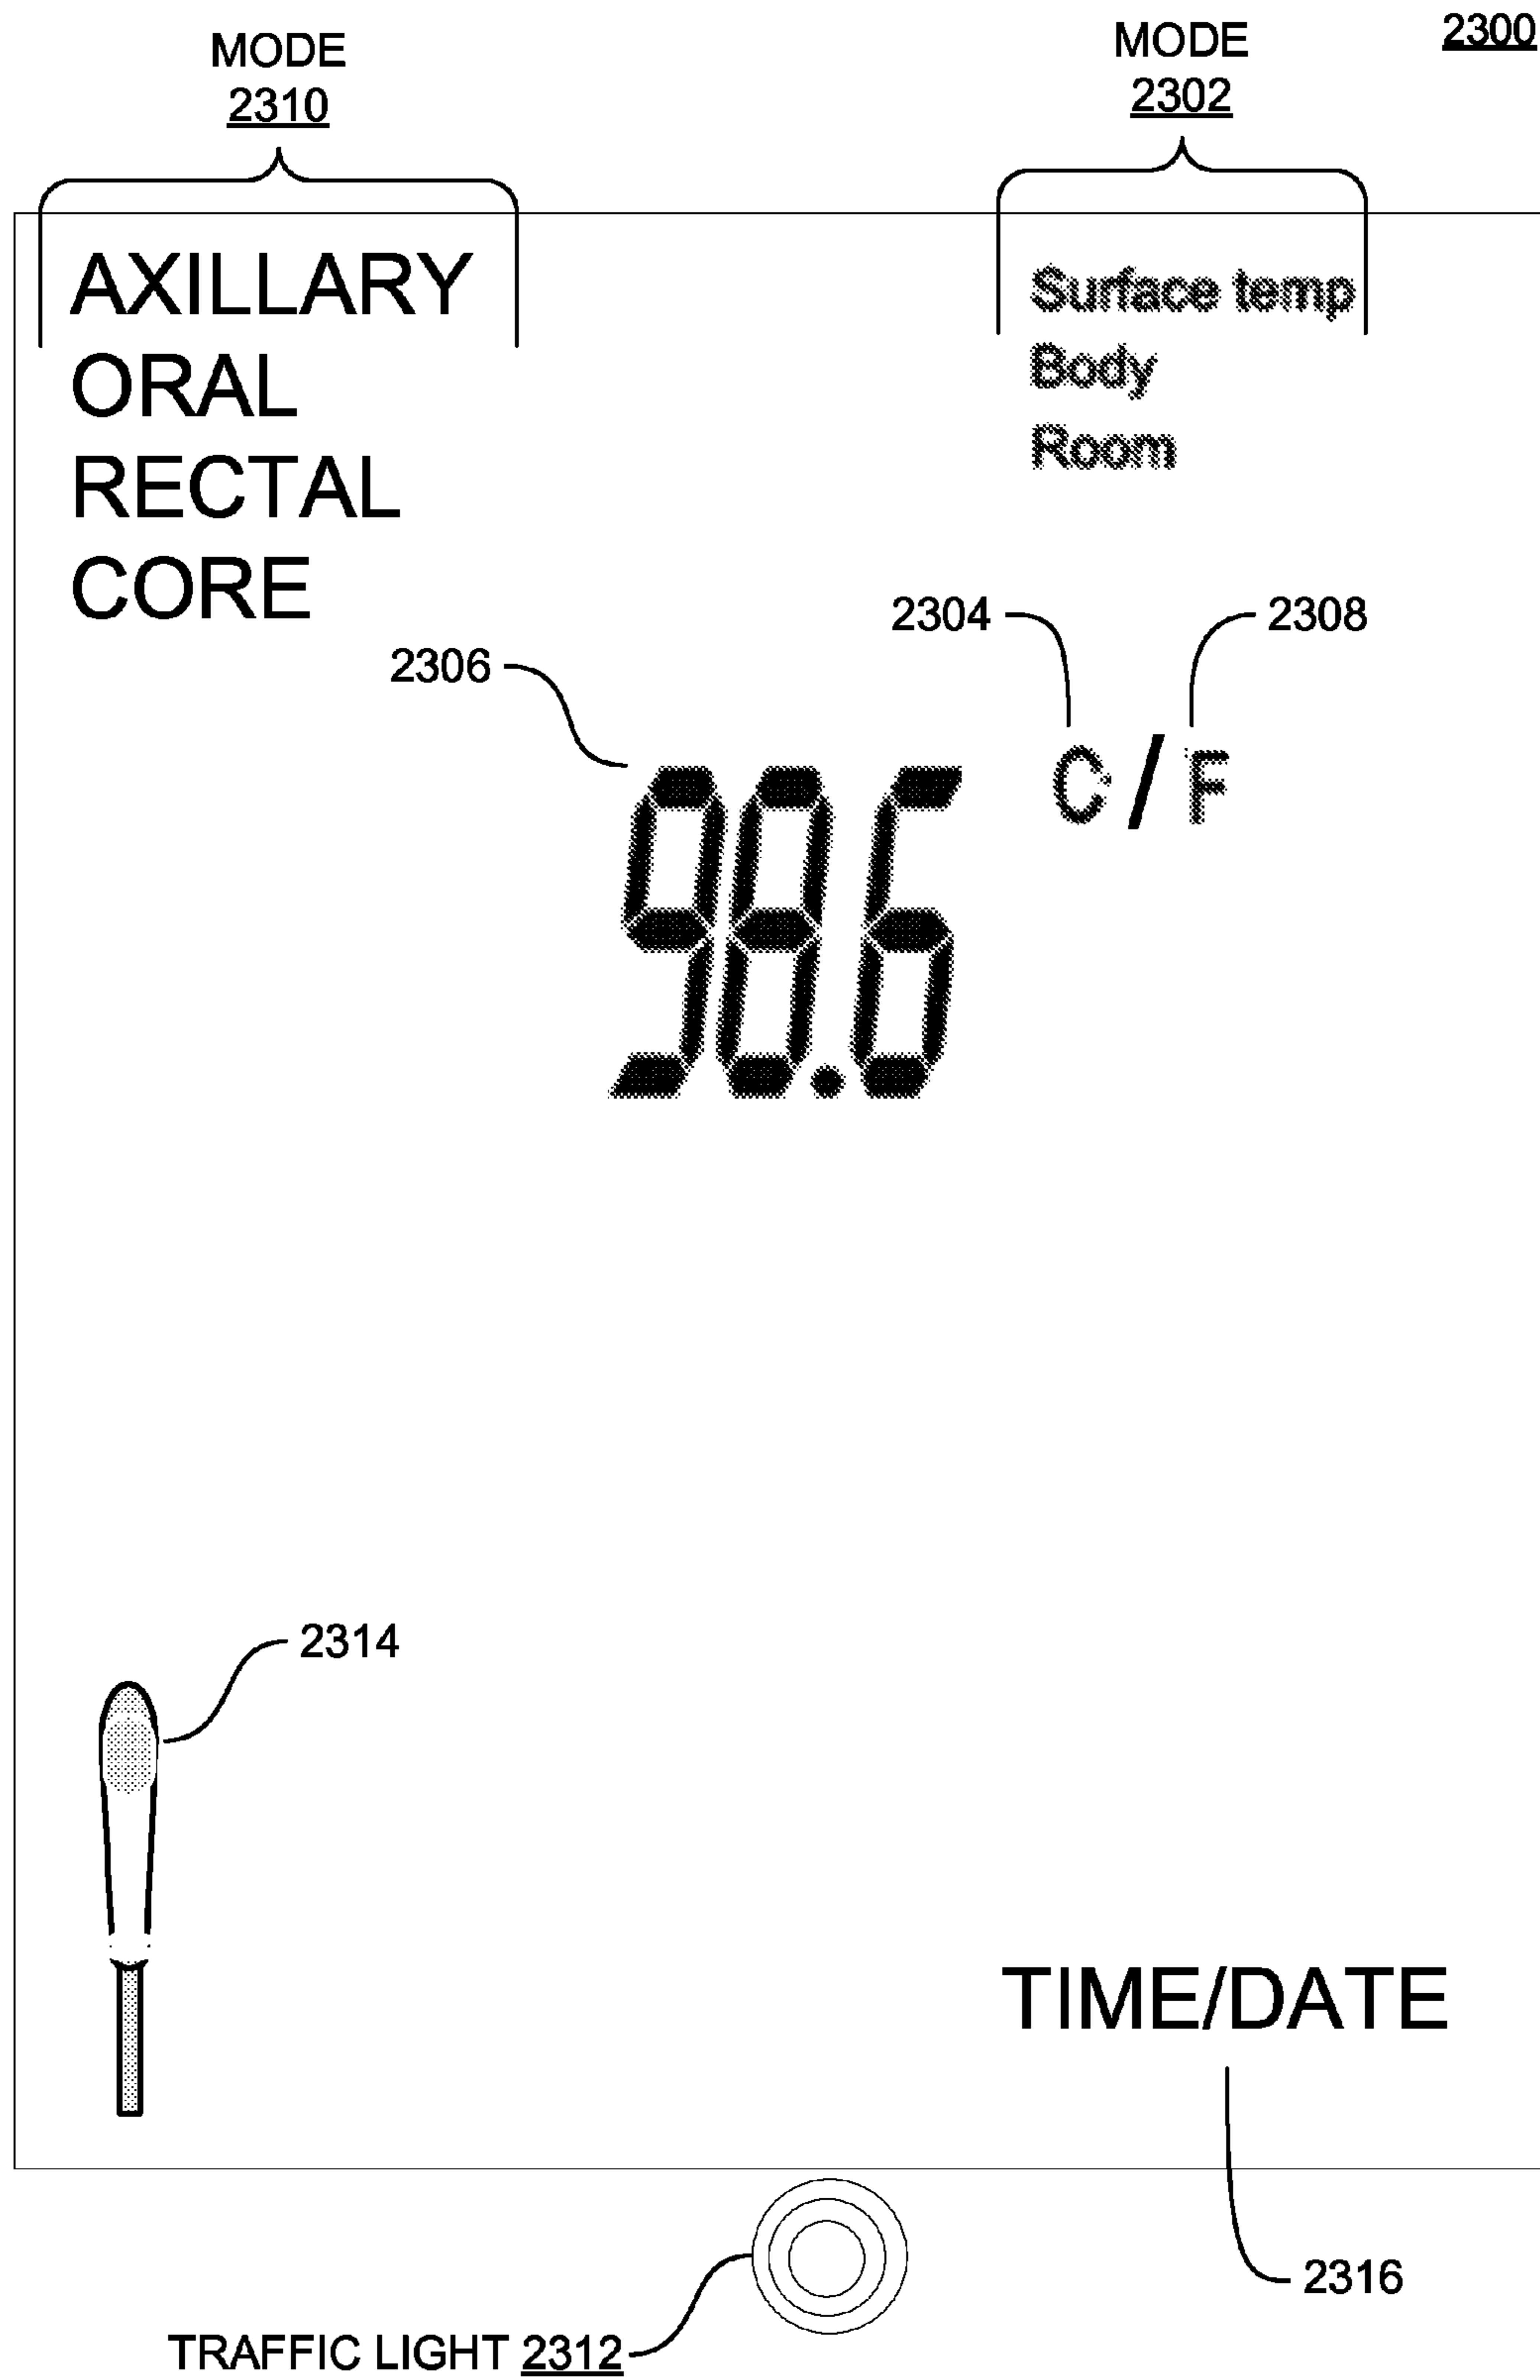 2300
MODE
2310
MODE
2302
AXILLARY
ORAL
RECTAL
CORE
Surface temp
Body
Room
2304
2308
2306
C/F
98.6
2314
TIME/DATE
2316
TRAFFIC LIGHT 2312